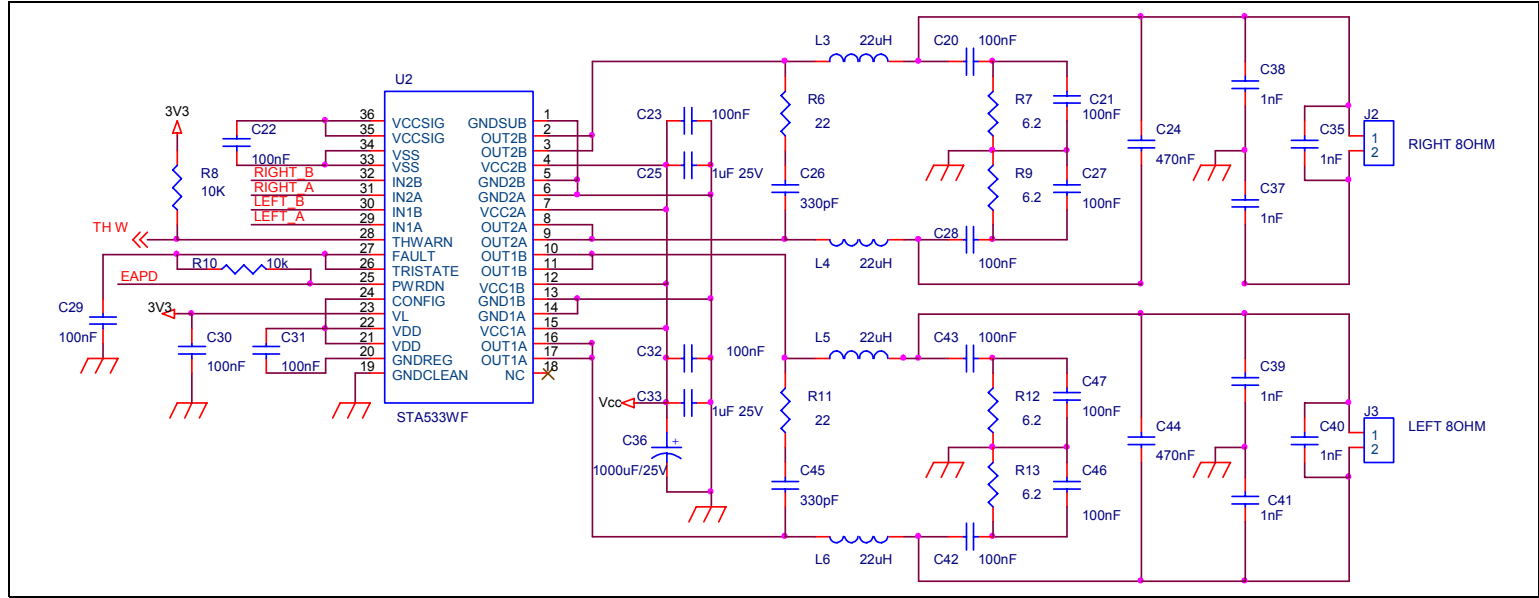 U2
STA533WF
36 VCCSIG
35 VCCSIG
34 VSS
33 VSS
32 IN2B
31 IN2A
30 IN1B
29 IN1A
28 THWARN
27 FAULT
26 TRISTATE
25 PWRDN
24 CONFIG
23 VL
22 VDD
21 VDD
20 GNDREG
19 GNDCLEAN
GNDSUB 1
OUT2B 2
OUT2B 3
VCC2B 4
GND2B 5
GND2A 6
VCC2A 7
OUT2A 8
OUT2A 9
OUT1B 10
OUT1B 11
VCC1B 12
GND1B 13
GND1A 14
VCC1A 15
OUT1A 16
OUT1A 17
NC 18
3V3
C22
100nF
R8
10K
RIGHT_B
RIGHT_A
LEFT_B
LEFT_A
TH W
R10
10k
EAPD
C29
100nF
3V3
C30
100nF
C31
100nF
C23
100nF
C25
1uF 25V
C32
100nF
Vcc
C33
1uF 25V
C36
+
1000uF/25V
L3
22uH
R6
22
C26
330pF
L4
22uH
C20
100nF
R7
6.2
C21
100nF
R9
6.2
C27
100nF
C28
100nF
C24
470nF
C38
1nF
C37
1nF
C35
1nF
J2
1
2
RIGHT 8OHM
L5
22uH
R11
22
C45
330pF
L6
22uH
C43
100nF
R12
6.2
C47
100nF
R13
6.2
C46
100nF
C42
100nF
C44
470nF
C39
1nF
C41
1nF
C40
1nF
J3
1
2
LEFT 8OHM